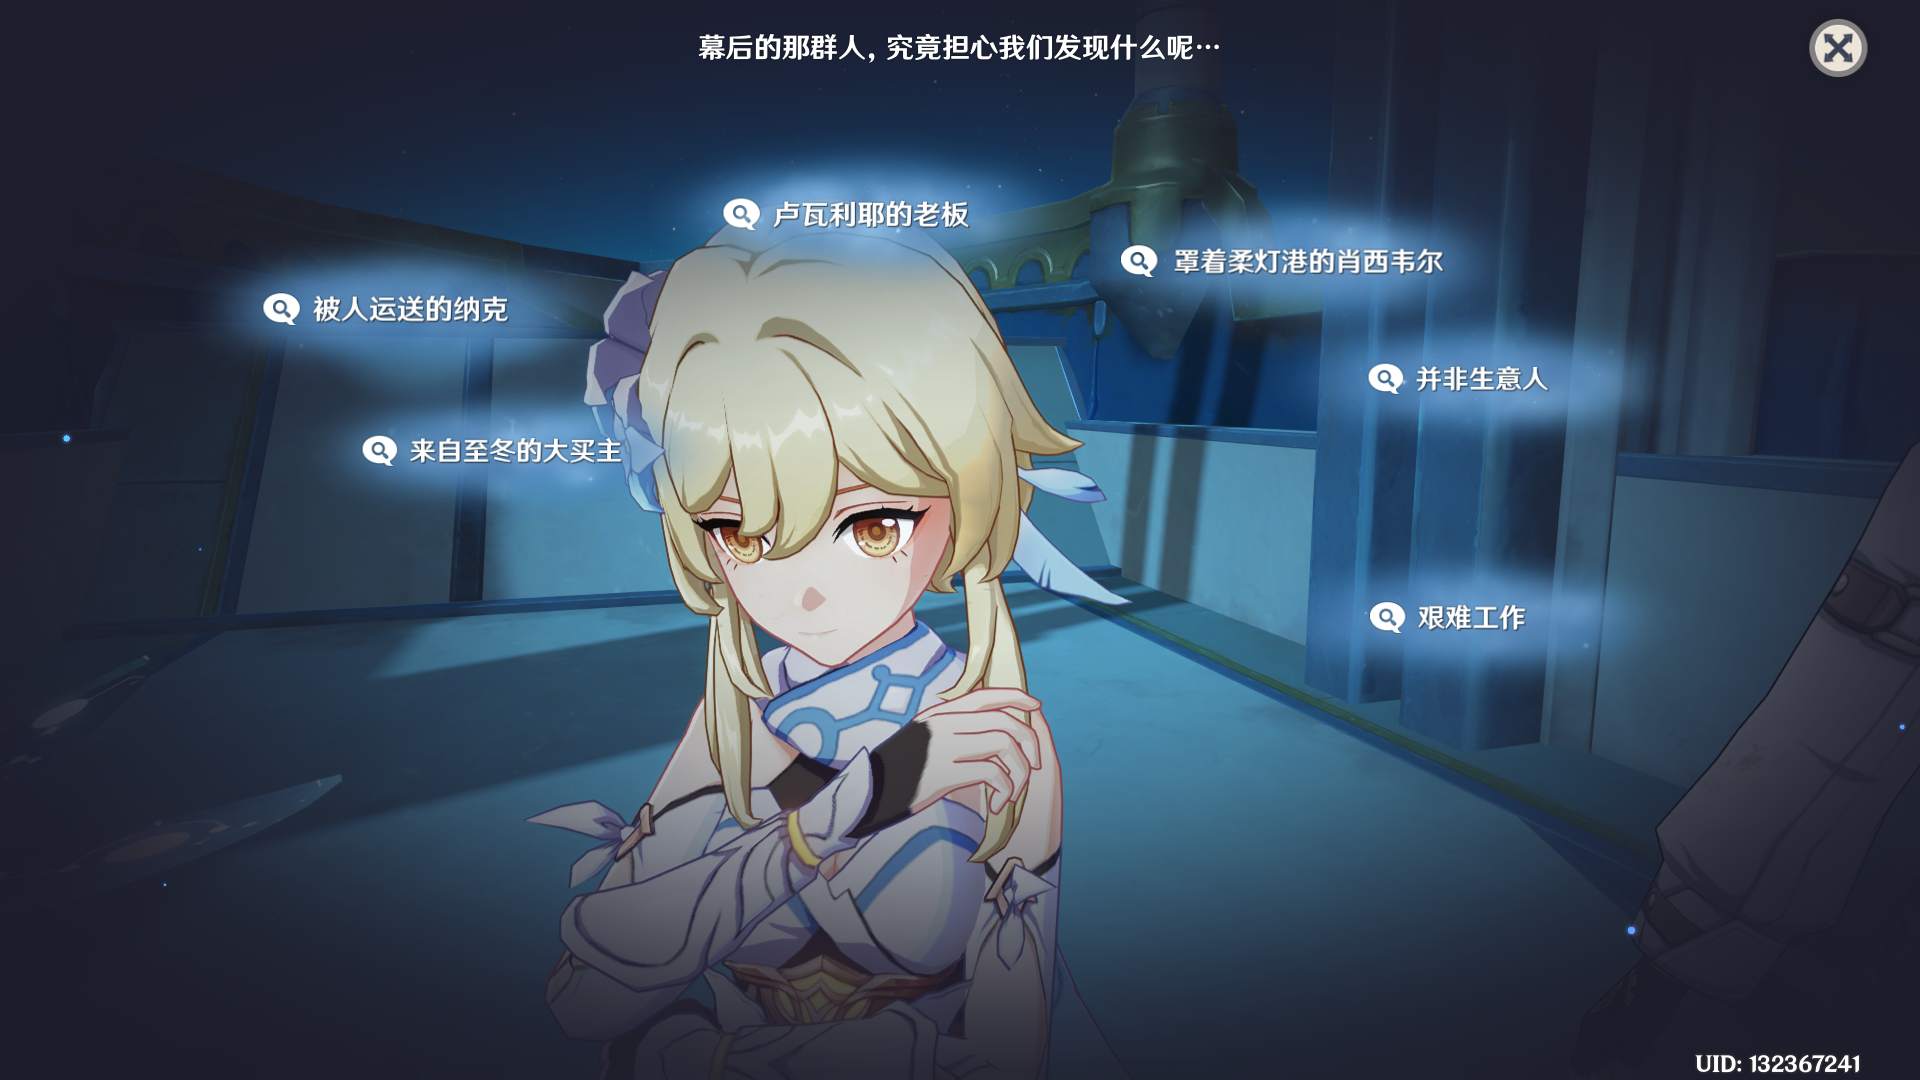 幕后的那群人，究竟担心我们发现什么呢…
卢瓦利耶的老板
罩着柔灯港的肖西韦尔
被人运送的纳克
并非生意人
来自至冬的大买主
艰难工作
UID: 132367241